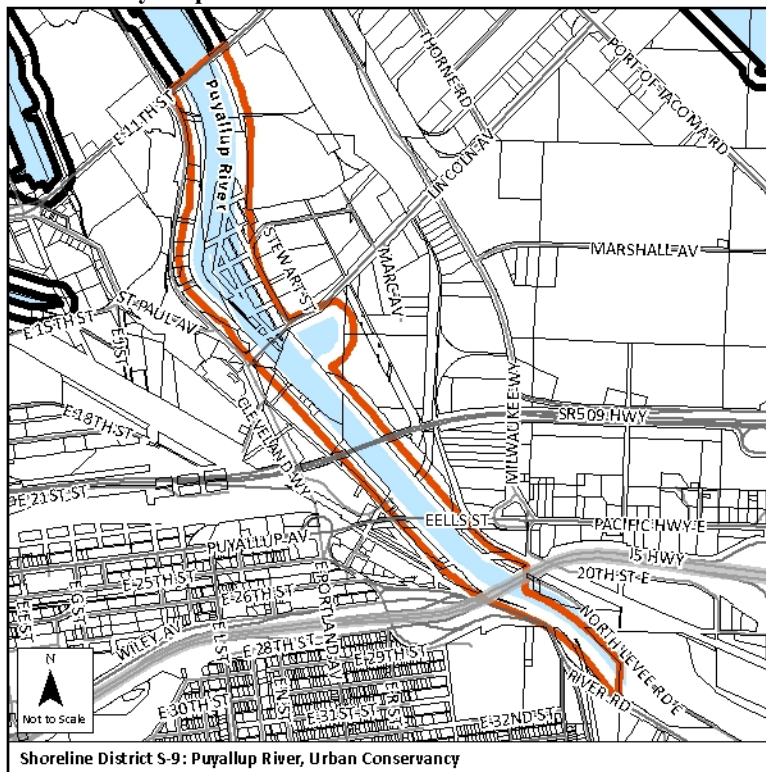 E 11TH ST
Puyallup River
THORNE RD
PORT OF TACOMA RD
LINCOLN AV
STEWART ST
MARC AV
MARSHALL AV
ST PAUL AV
E 15TH ST
E 18TH ST
CLEVELAND WY
MILWAUKEE WY
SR509 HWY
E 21ST ST
EELLS ST
PACIFIC HWY E
PUYALLUP AV
I5 HWY
20TH ST E
E 25TH ST
E 26TH ST
E G ST
E PORTLAND AV
NORTH LEVEE RD E
WILEY AV
E 28TH ST
E 29TH ST
RIVER RD
N
Not to Scale
E 30TH ST
E 31ST ST
E R ST
E 32ND ST
Shoreline District S-9: Puyallup River, Urban Conservancy